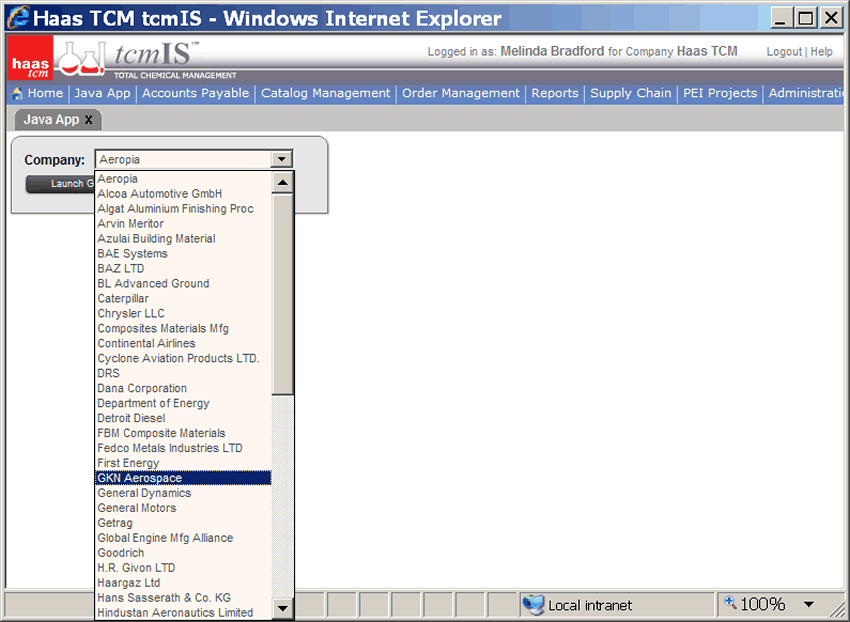 Haas TCM tcmIS - Windows Internet Explorer
haas tcm
tcmIS™
TOTAL CHEMICAL MANAGEMENT
Logged in as: Melinda Bradford for Company Haas TCM
Logout | Help
Home | Java App | Accounts Payable | Catalog Management | Order Management | Reports | Supply Chain | PEI Projects | Administratio
Java App X
Company: Aeropia
Launch G
Aeropia
Alcoa Automotive GmbH
Algat Aluminium Finishing Proc
Arvin Meritor
Azulai Building Material
BAE Systems
BAZ LTD
BL Advanced Ground
Caterpillar
Chrysler LLC
Composites Materials Mfg
Continental Airlines
Cyclone Aviation Products LTD.
DRS
Dana Corporation
Department of Energy
Detroit Diesel
FBM Composite Materials
Fedco Metals Industries LTD
First Energy
GKN Aerospace
General Dynamics
General Motors
Getrag
Global Engine Mfg Alliance
Goodrich
H.R. Givon LTD
Haargaz Ltd
Hans Sasserath & Co. KG
Hindustan Aeronautics Limited
Local intranet
100%